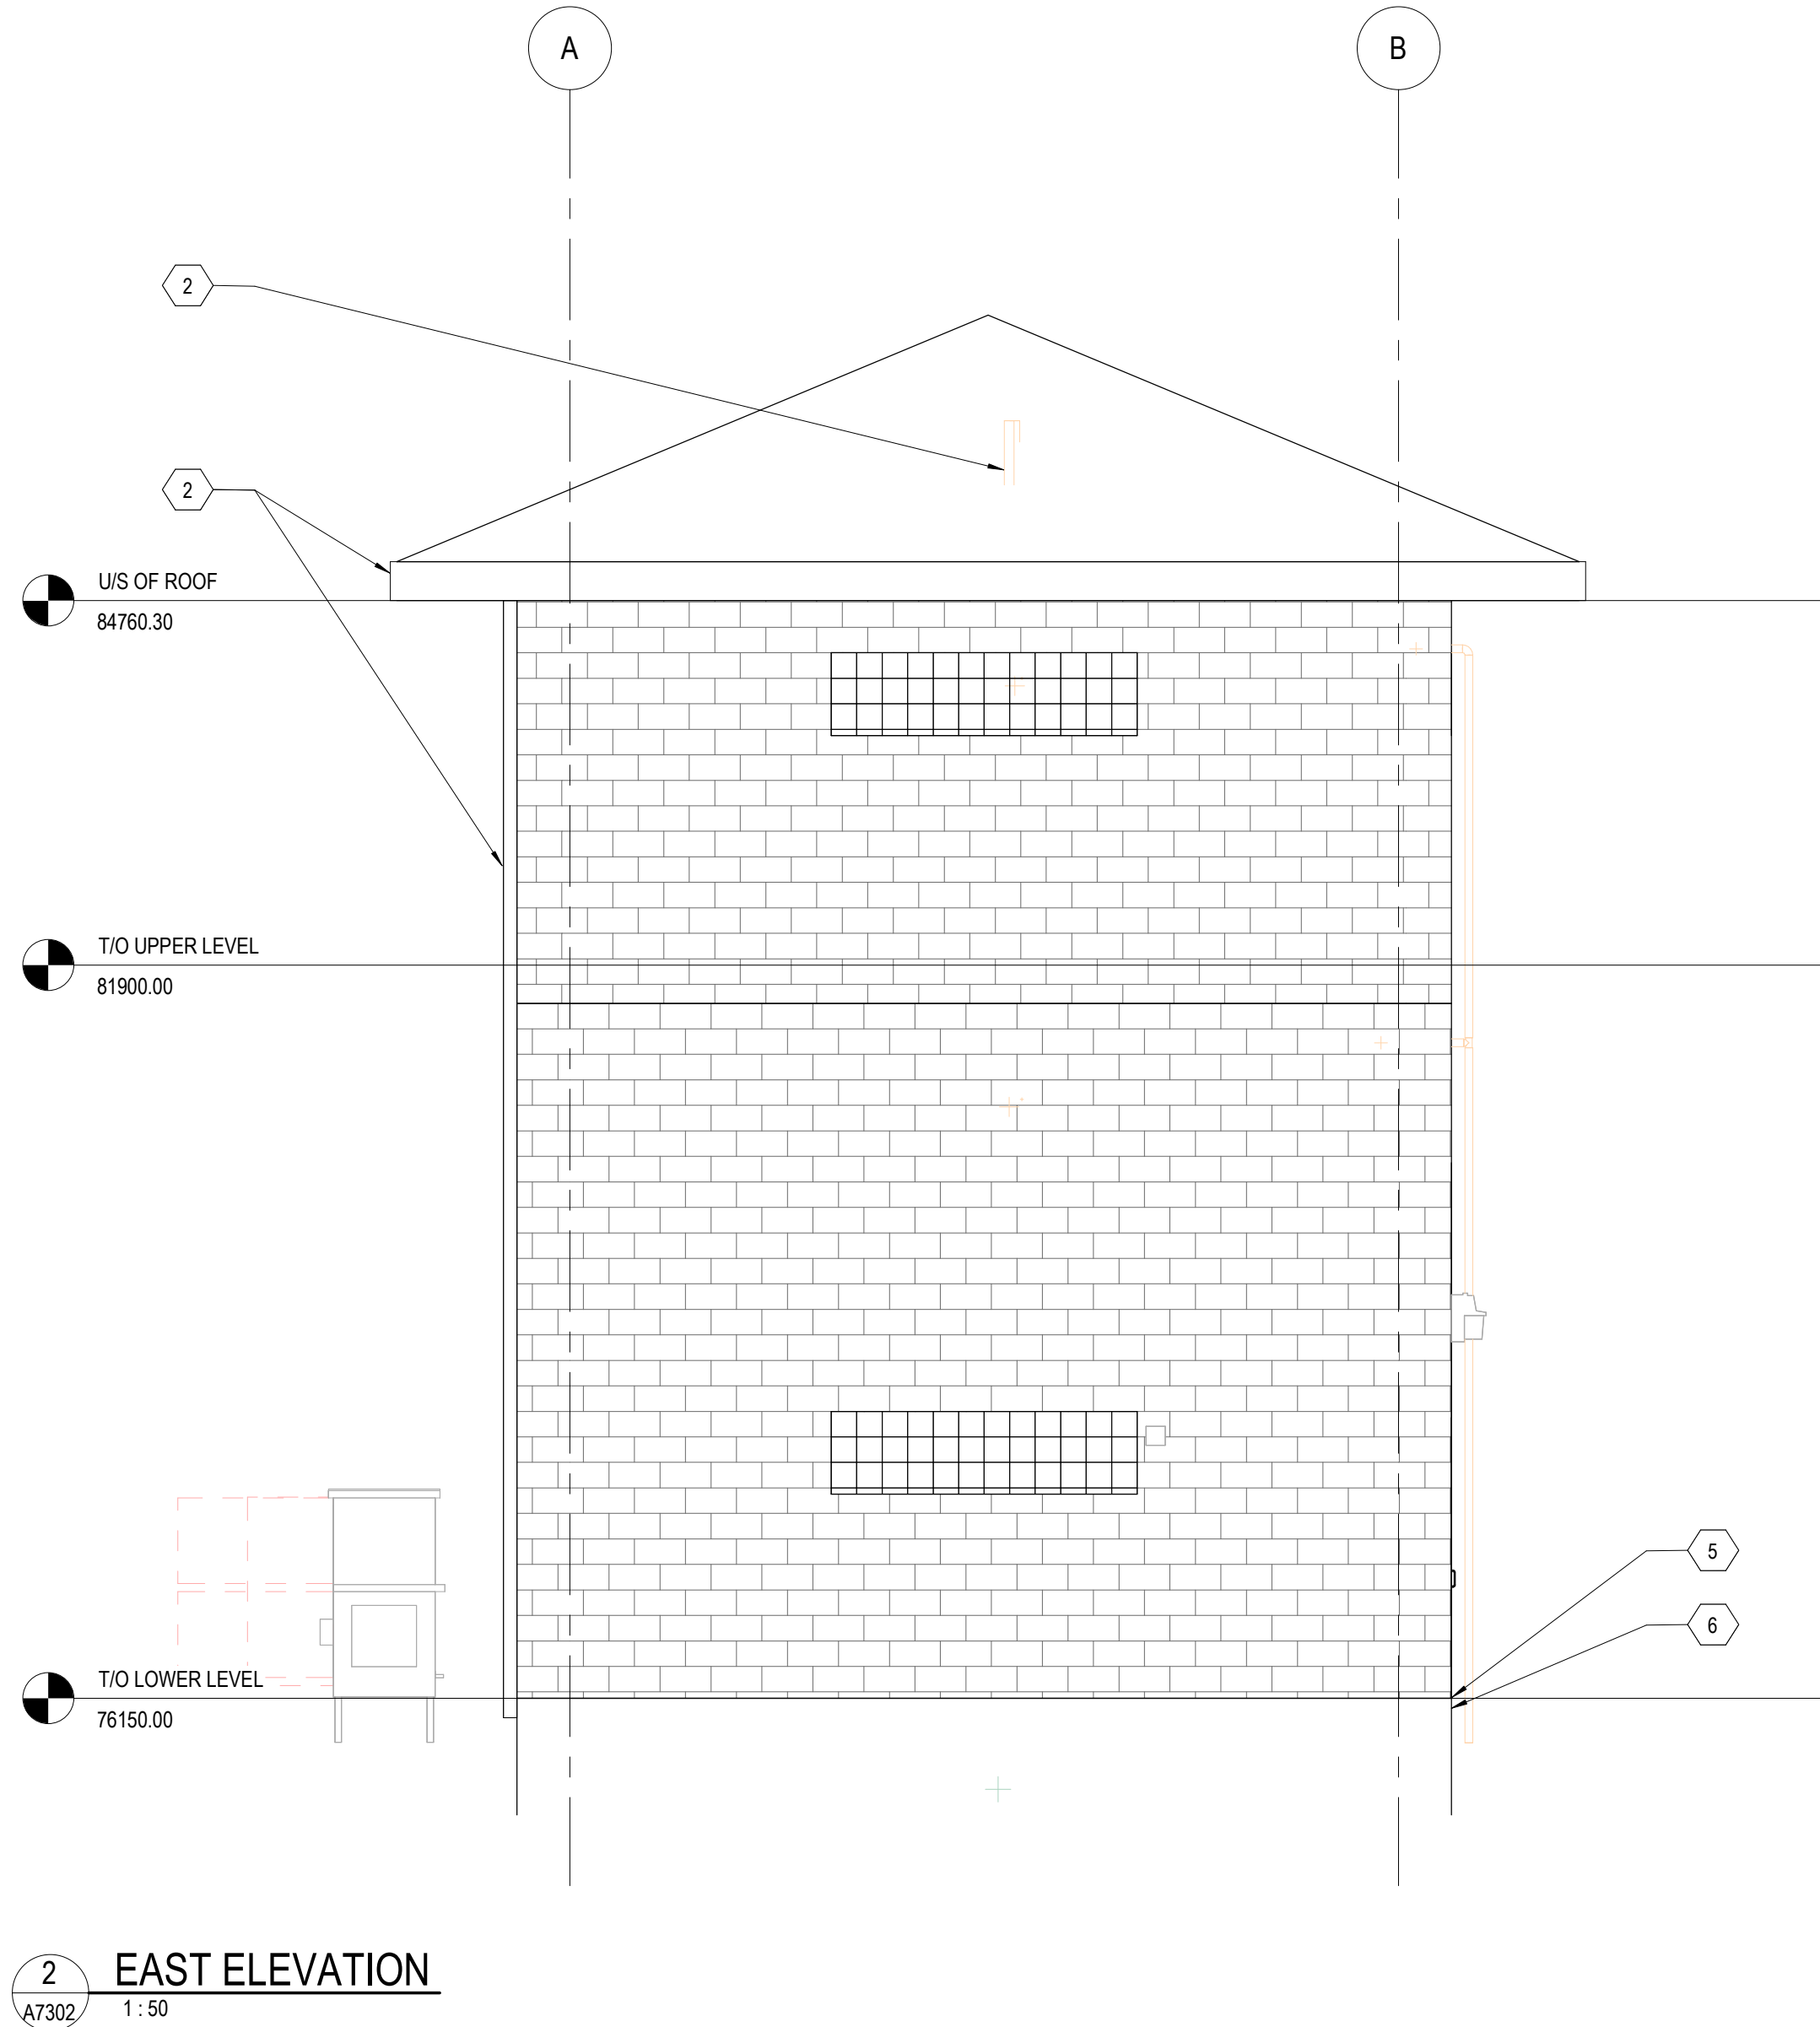 A
B
2
2
U/S OF ROOF
84760.30
T/O UPPER LEVEL
81900.00
5
6
T/O LOWER LEVEL
76150.00
2
EAST ELEVATION
A7302
1 : 50